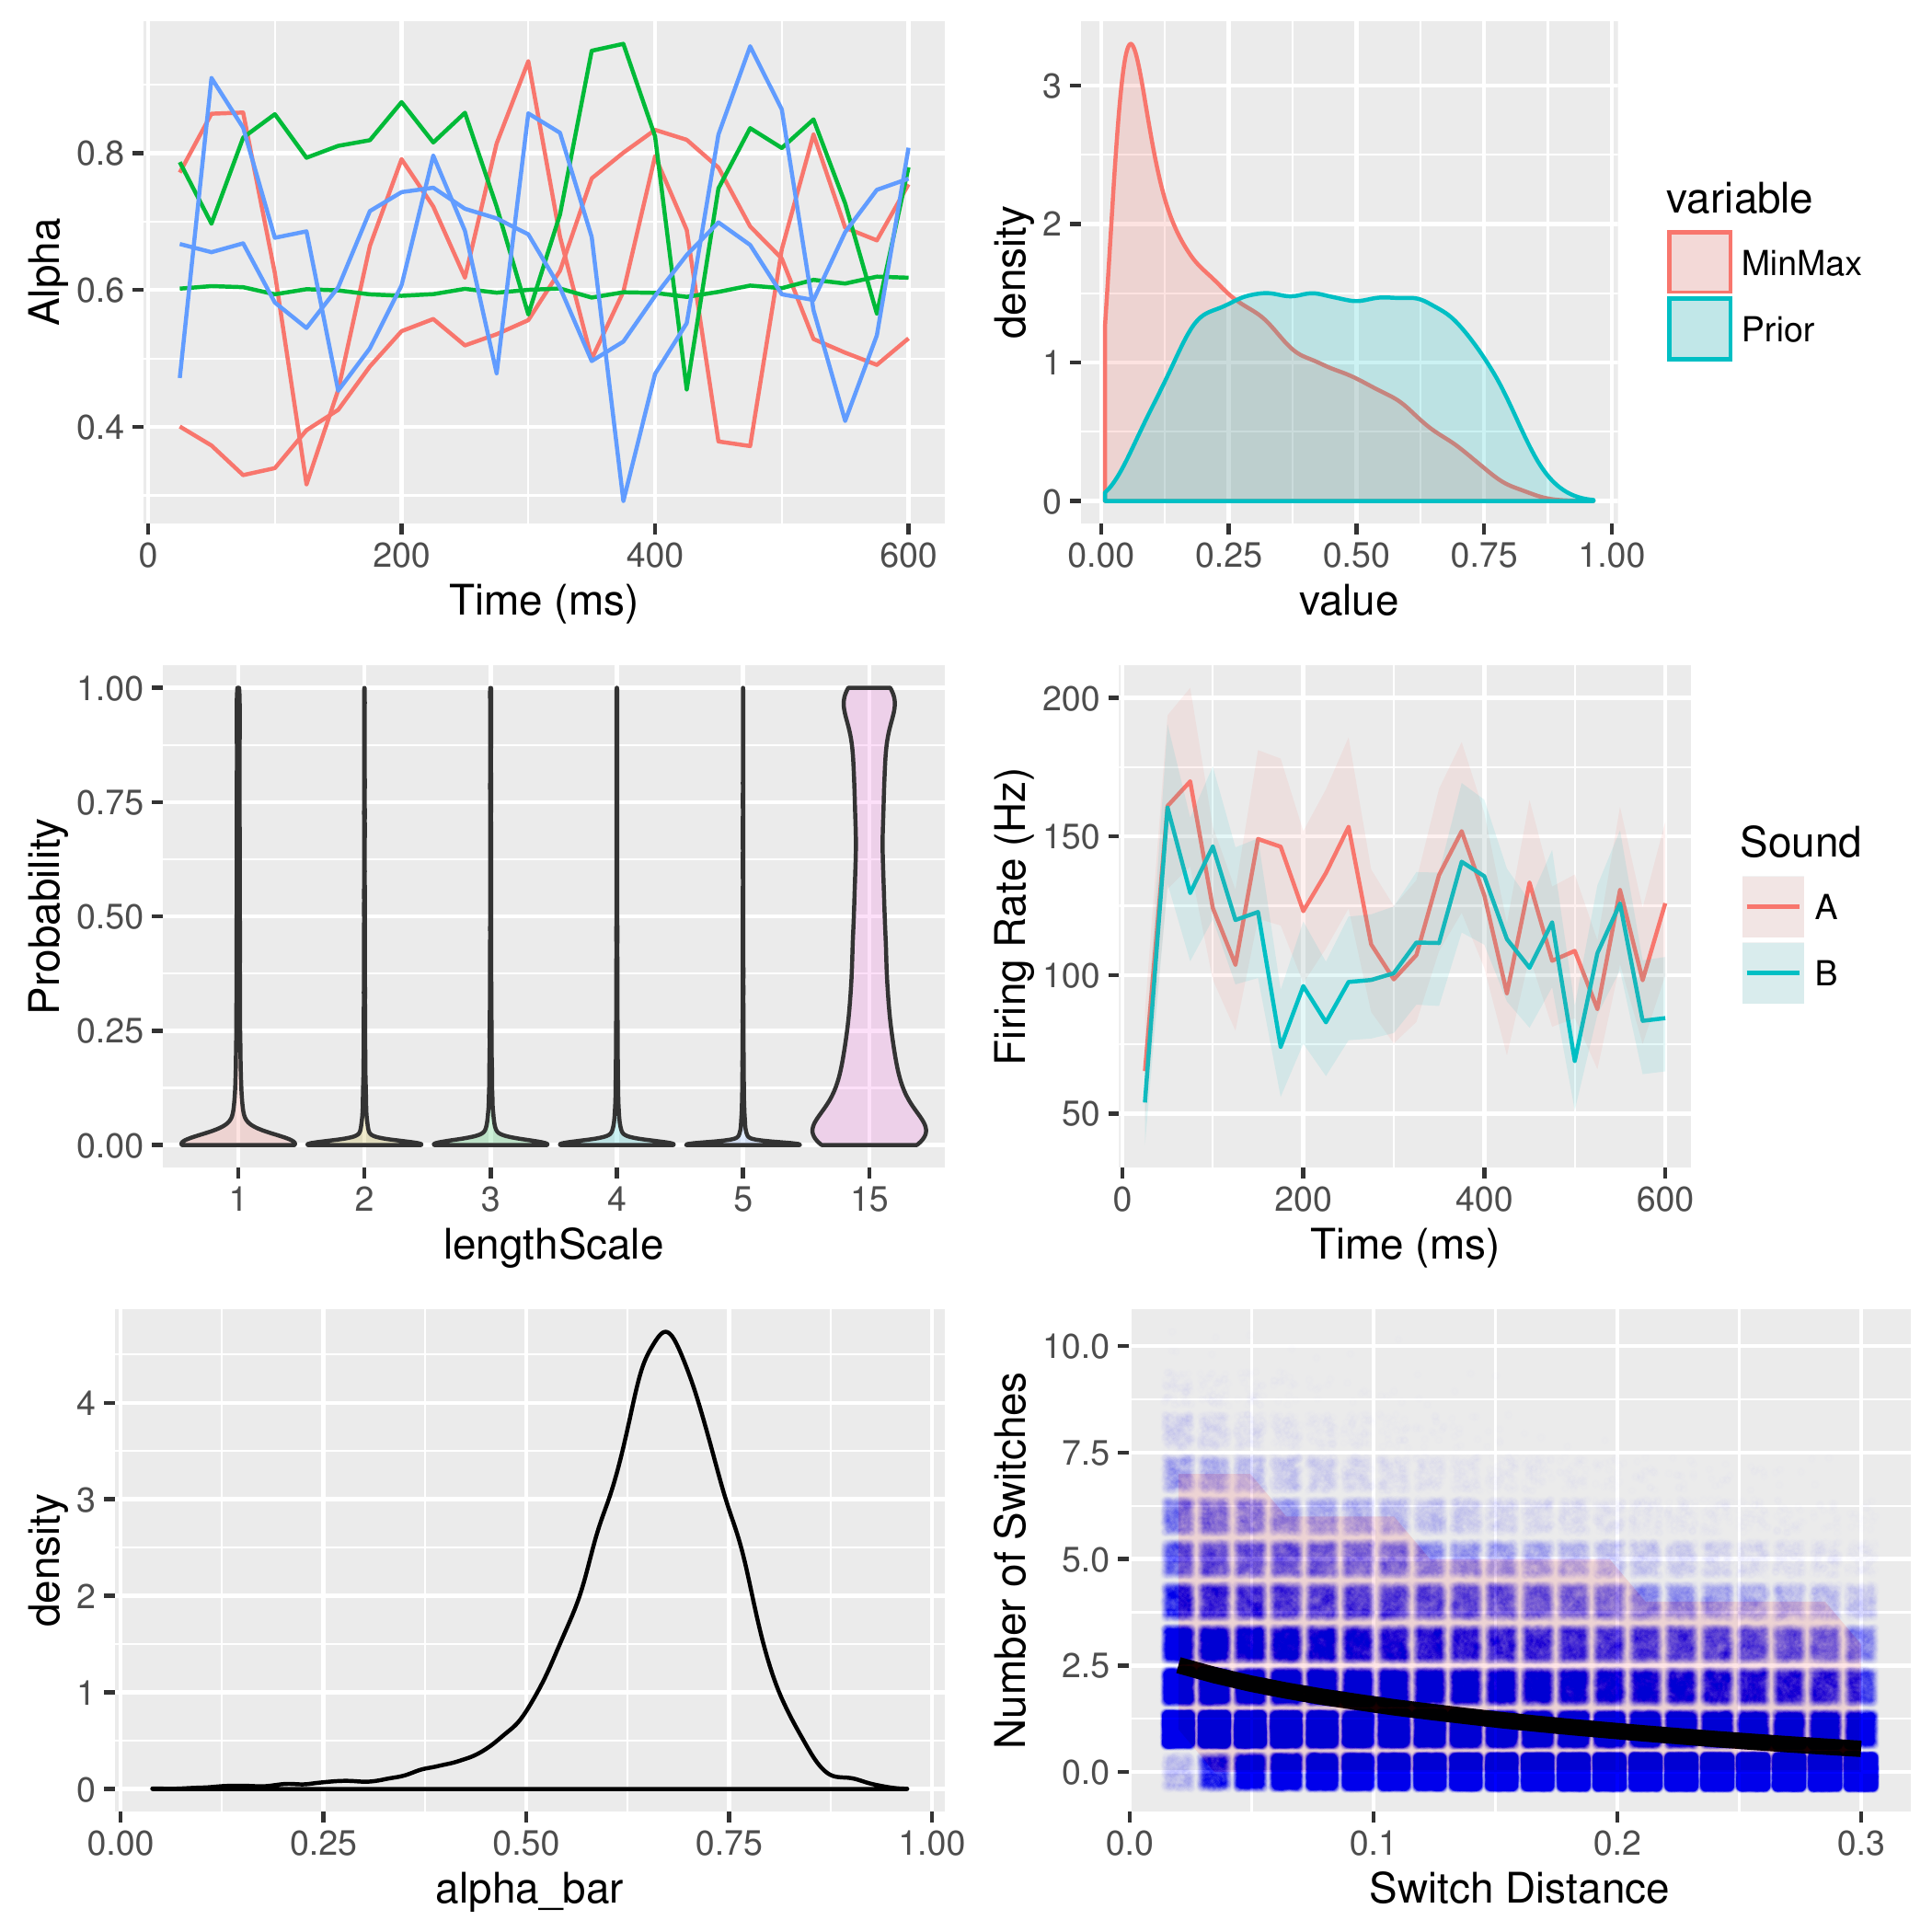 Alpha
0.8
0.6
0.4
0 200 400 600
Time (ms)
density
3
2
1
0
0.00 0.25 0.50 0.75 1.00
value
variable
MinMax
Prior
Probability
1.00
0.75
0.50
0.25
0.00
1 2 3 4 5 15
lengthScale
Firing Rate (Hz)
200
150
100
50
0 200 400 600
Time (ms)
Sound
A
B
density
4
3
2
1
0
0.00 0.25 0.50 0.75 1.00
alpha_bar
Number of Switches
10.0
7.5
5.0
2.5
0.0
0.0 0.1 0.2 0.3
Switch Distance